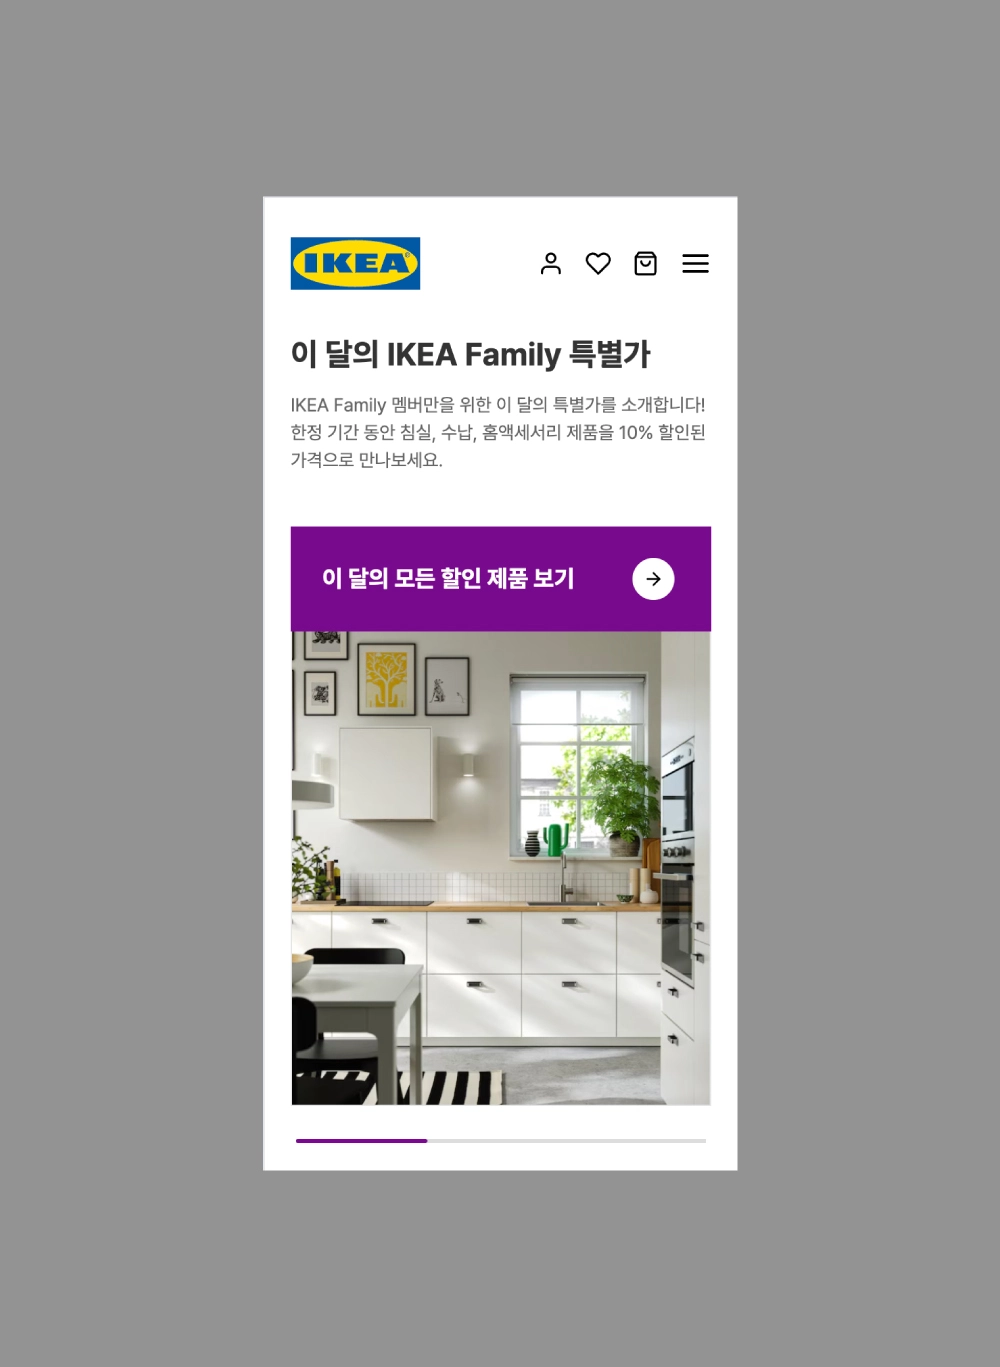 IKEA
이 달의 IKEA Family 특별가
IKEA Family 멤버만을 위한 이 달의 특별가를 소개합니다!
한정 기간 동안 침실, 수납, 홈액세서리 제품을 10% 할인된
가격으로 만나보세요.
이 달의 모든 할인 제품 보기